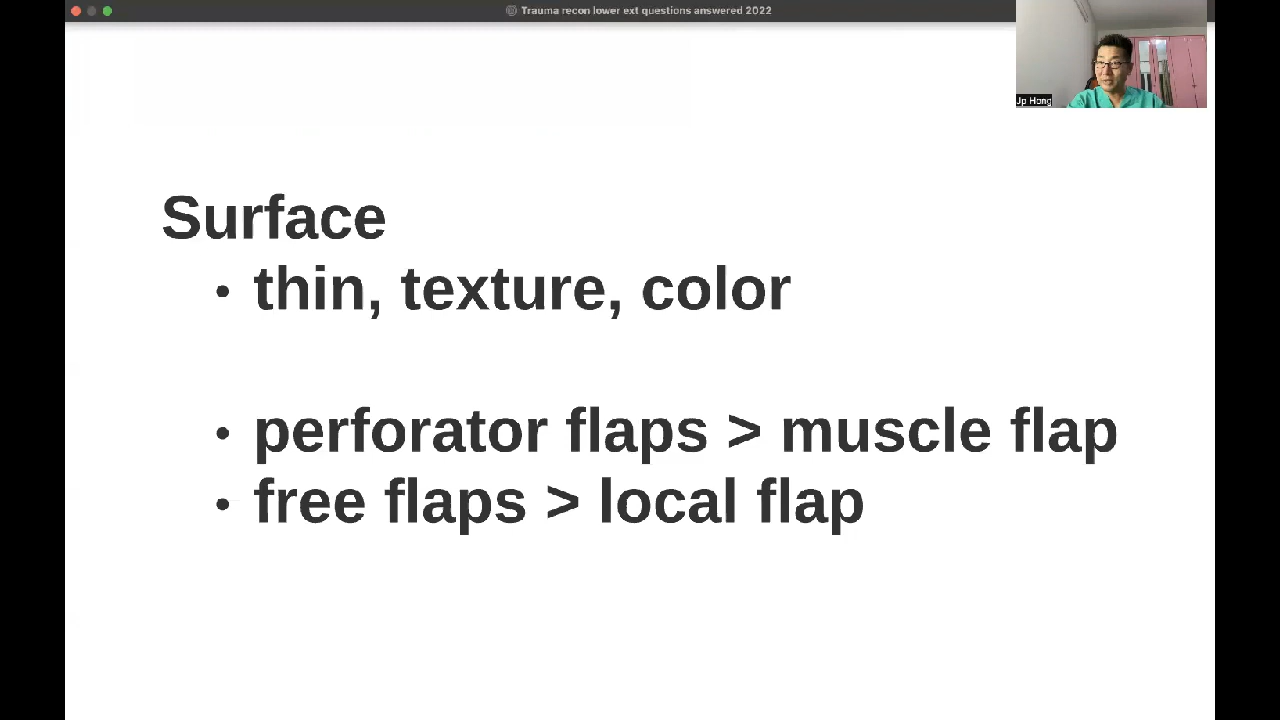 Trauma recon lower ext questions answered 2022
Jp Hong
Surface
• thin, texture, color
• perforator flaps > muscle flap
• free flaps > local flap